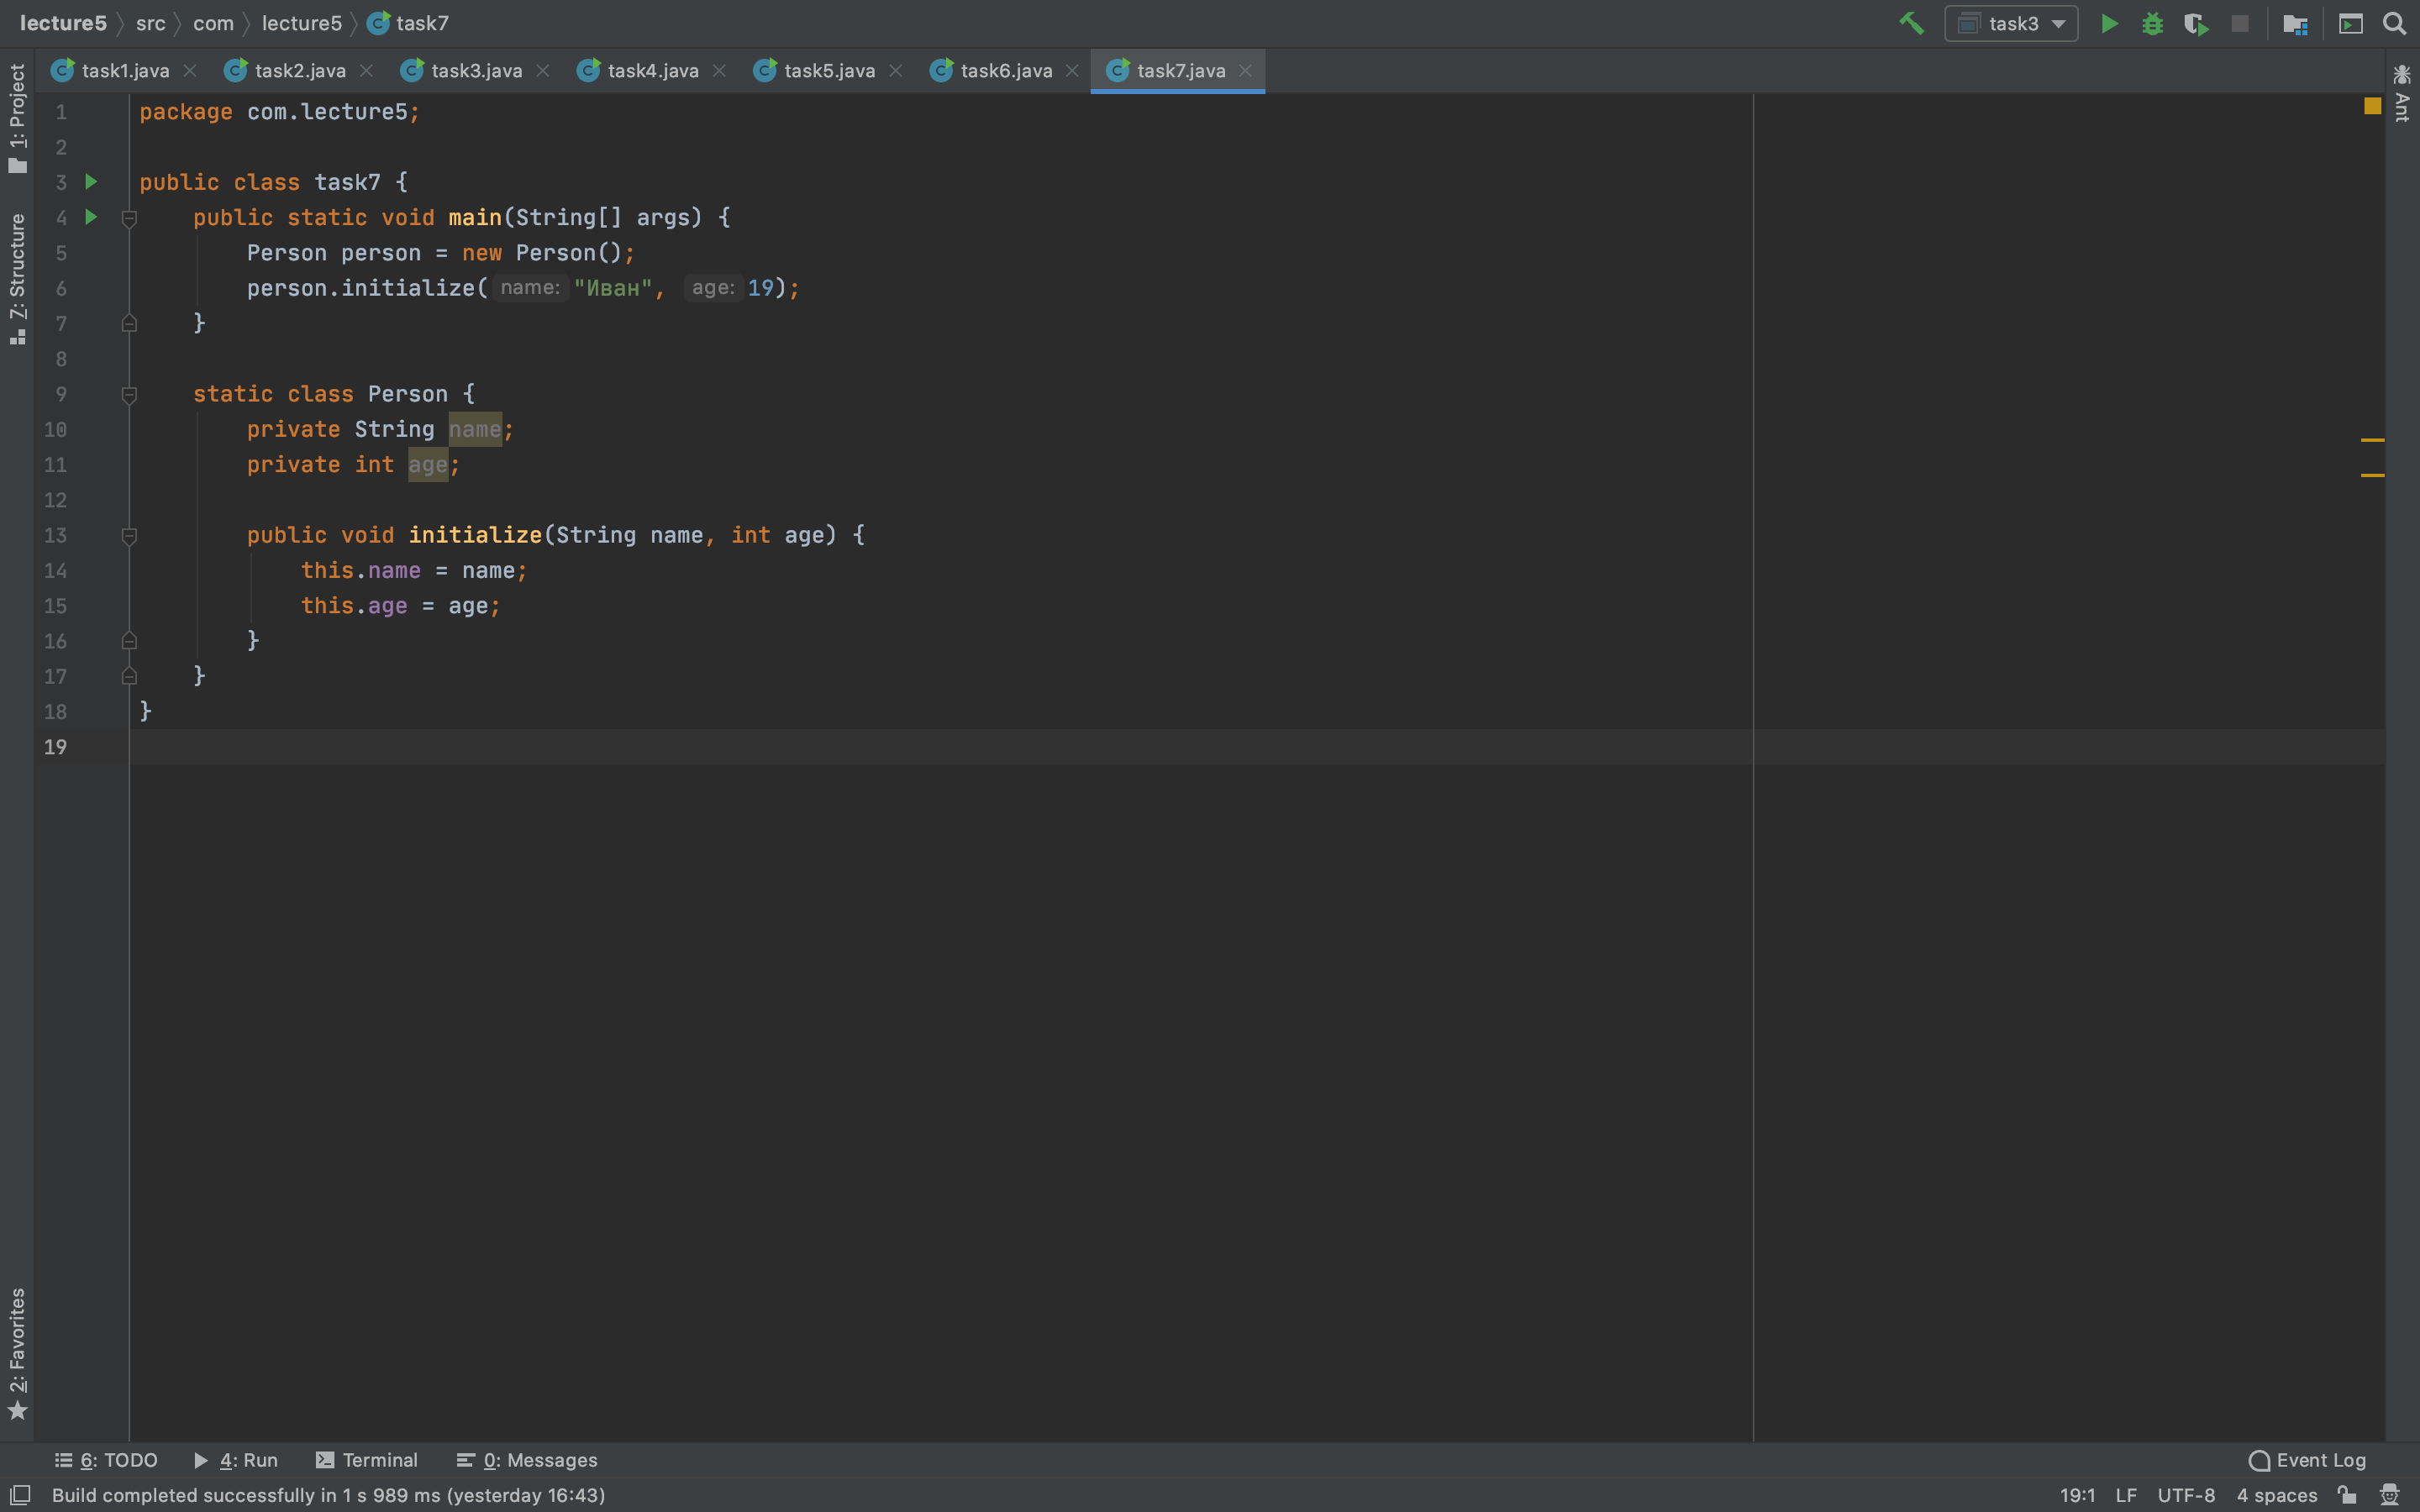 lecture5 src com lecture5 task7 task3
task1.java task2.java task3.java task4.java task5.java task6.java task7.java
1: Project
7: Structure
2: Favorites
Ant
1 package com.lecture5;
2
3 public class task7 {
4 public static void main(String[] args) {
5 Person person = new Person();
6 person.initialize( name: "Иван", age: 19);
7 }
8
9 static class Person {
10 private String name;
11 private int age;
12
13 public void initialize(String name, int age) {
14 this.name = name;
15 this.age = age;
16 }
17 }
18 }
19
6: TODO 4: Run Terminal 0: Messages Event Log
Build completed successfully in 1 s 989 ms (yesterday 16:43) 19:1 LF UTF-8 4 spaces